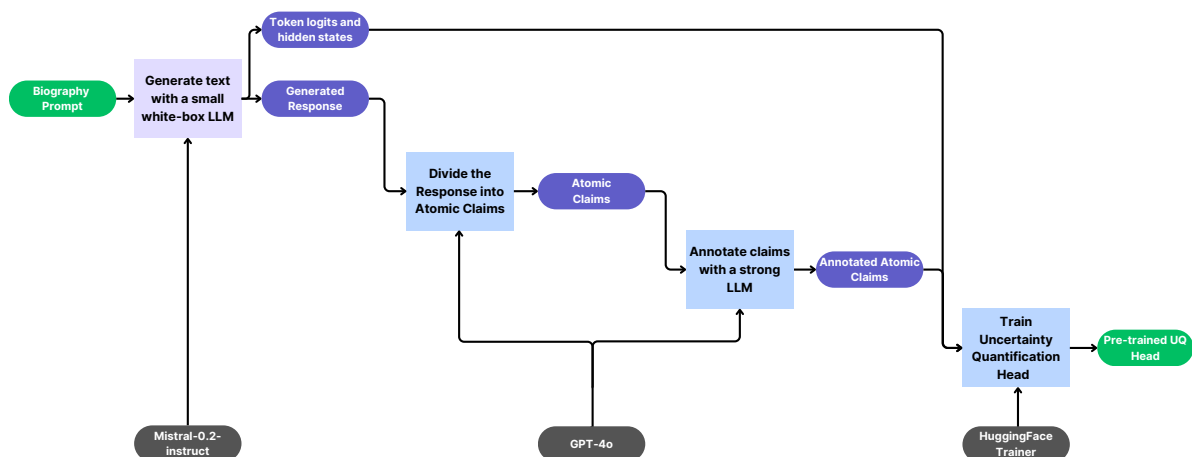 Token logits and
hidden states
Generate text
with a small
white-box LLM
Biography
Prompt
Generated
Response
Divide the
Response into
Atomic Claims
Atomic
Claims
Annotate claims
with a strong
LLM
Annotated Atomic
Claims
Train
Uncertainty
Quantification
Head
Pre-trained UQ
Head
Mistral-0.2-
instruct
GPT-4o
HuggingFace
Trainer